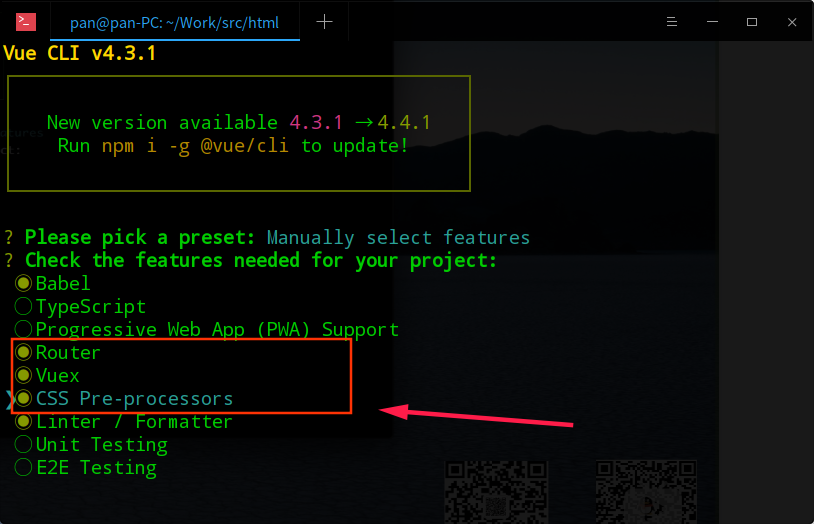 pan@pan-PC: ~/Work/src/html
Vue CLI v4.3.1
New version available 4.3.1 →4.4.1
Run npm i -g @vue/cli to update!
? Please pick a preset: Manually select features
? Check the features needed for your project:
◉Babel
◯TypeScript
◯Progressive Web App (PWA) Support
◉Router
◉Vuex
❯◉CSS Pre-processors
◉Linter / Formatter
◯Unit Testing
◯E2E Testing